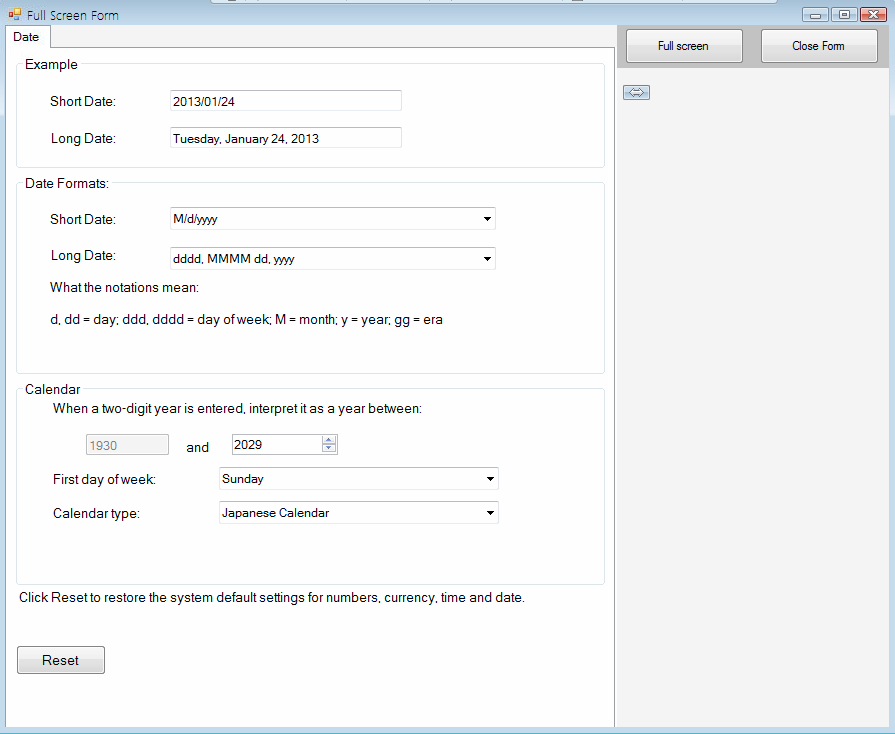 Full Screen Form
Date
Full screen
Close Form
Example
Short Date: 2013/01/24
Long Date: Tuesday, January 24, 2013
Date Formats:
Short Date: M/d/yyyy
Long Date: dddd, MMMM dd, yyyy
What the notations mean:
d, dd = day; ddd, dddd = day of week; M = month; y = year; gg = era
Calendar
When a two-digit year is entered, interpret it as a year between:
1930 and 2029
First day of week: Sunday
Calendar type: Japanese Calendar
Click Reset to restore the system default settings for numbers, currency, time and date.
Reset